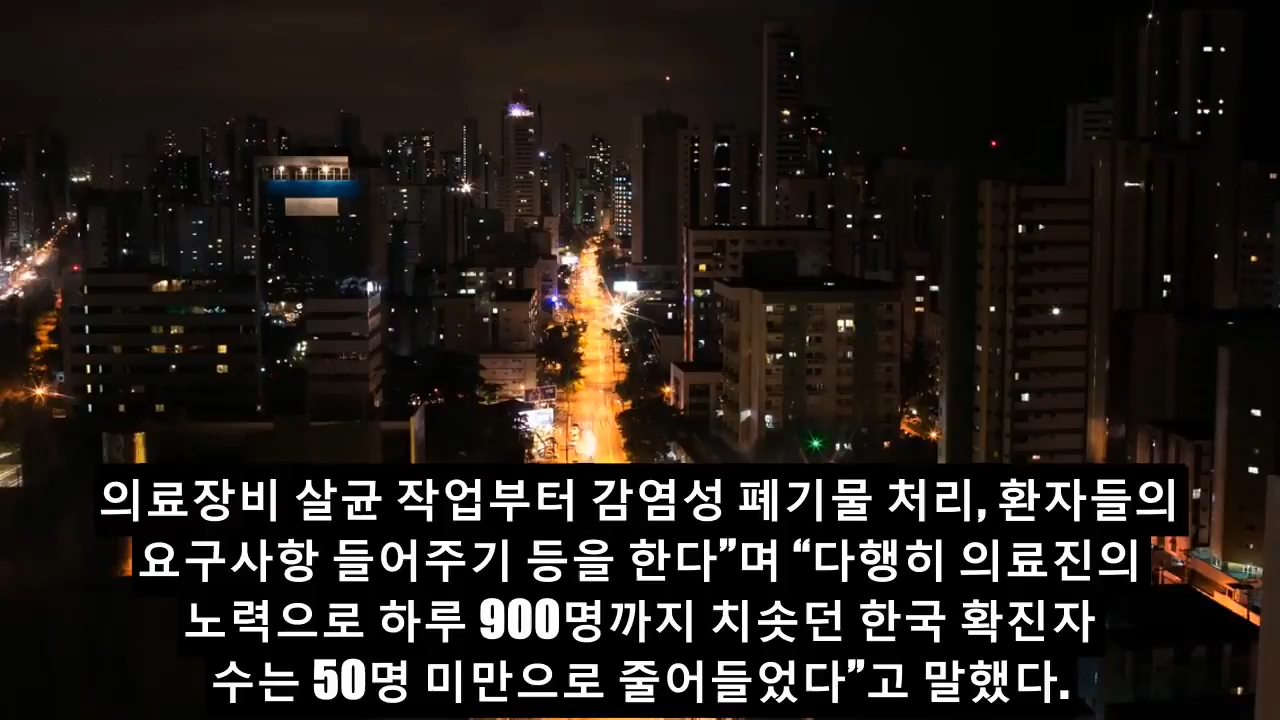 의료장비 살균 작업부터 감염성 폐기물 처리, 환자들의
요구사항 들어주기 등을 한다”며 “다행히 의료진의
노력으로 하루 900명까지 치솟던 한국 확진자
수는 50명 미만으로 줄어들었다”고 말했다.